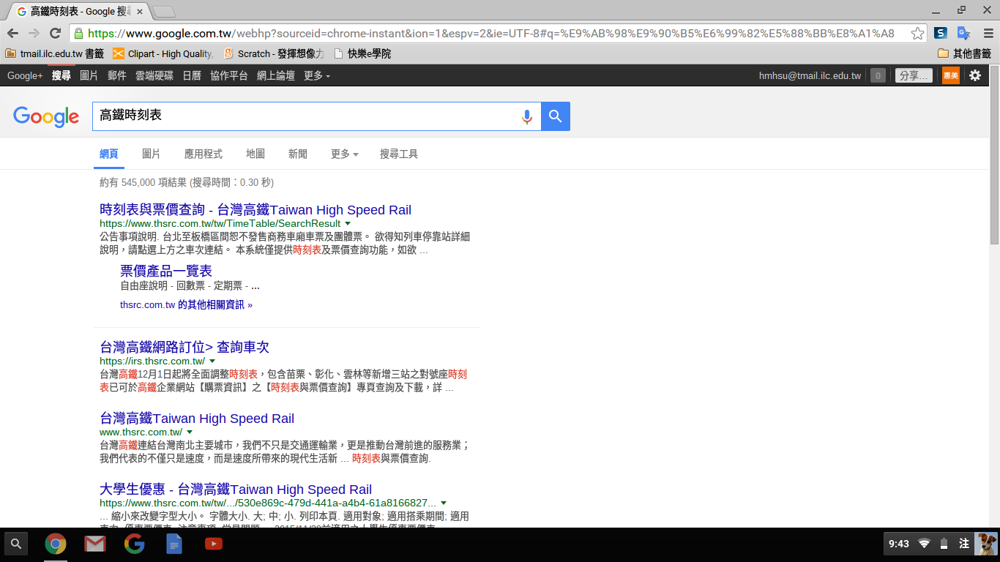 高鐵時刻表 - Google 搜尋
https://www.google.com.tw/webhp?sourceid=chrome-instant&ion=1&espv=2&ie=UTF-8#q=%E9%AB%98%E9%90%B5%E6%99%82%E5%88%BB%E8%A1%A8
tmail.ilc.edu.tw 書籤 Clipart - High Quality, Scratch - 發揮想像力 快樂e學院 其他書籤
Google+ 搜尋 圖片 郵件 雲端硬碟 日曆 協作平台 網上論壇 更多 hmhsu@tmail.ilc.edu.tw 0 分享... 惠美
Google 高鐵時刻表
網頁 圖片 應用程式 地圖 新聞 更多 搜尋工具
約有 545,000 項結果 (搜尋時間：0.30 秒)
時刻表與票價查詢 - 台灣高鐵Taiwan High Speed Rail
https://www.thsrc.com.tw/tw/TimeTable/SearchResult
公告事項說明. 台北至板橋區間恕不發售商務車廂車票及團體票。 欲得知列車停靠站詳細
說明，請點選上方之車次連結。 本系統僅提供時刻表及票價查詢功能，如欲 ...
票價產品一覽表
自由座說明 - 回數票 - 定期票 - ...
thsrc.com.tw 的其他相關資訊 »
台灣高鐵網路訂位> 查詢車次
https://irs.thsrc.com.tw/
台灣高鐵12月1日起將全面調整時刻表，包含苗栗、彰化、雲林等新增三站之對號座時刻
表已可於高鐵企業網站【購票資訊】之【時刻表與票價查詢】專頁查詢及下載，詳 ...
台灣高鐵Taiwan High Speed Rail
www.thsrc.com.tw/
台灣高鐵連結台灣南北主要城市，我們不只是交通運輸業，更是推動台灣前進的服務業；
我們代表的不僅只是速度，而是速度所帶來的現代生活新 ... 時刻表與票價查詢.
大學生優惠 - 台灣高鐵Taiwan High Speed Rail
https://www.thsrc.com.tw/tw/.../530e869c-479d-441a-a4b4-61a8166827...
... 縮小來改變字型大小。 字體大小. 大; 中; 小. 列印本頁. 適用對象; 適用搭乘期間; 適用
9:43 注